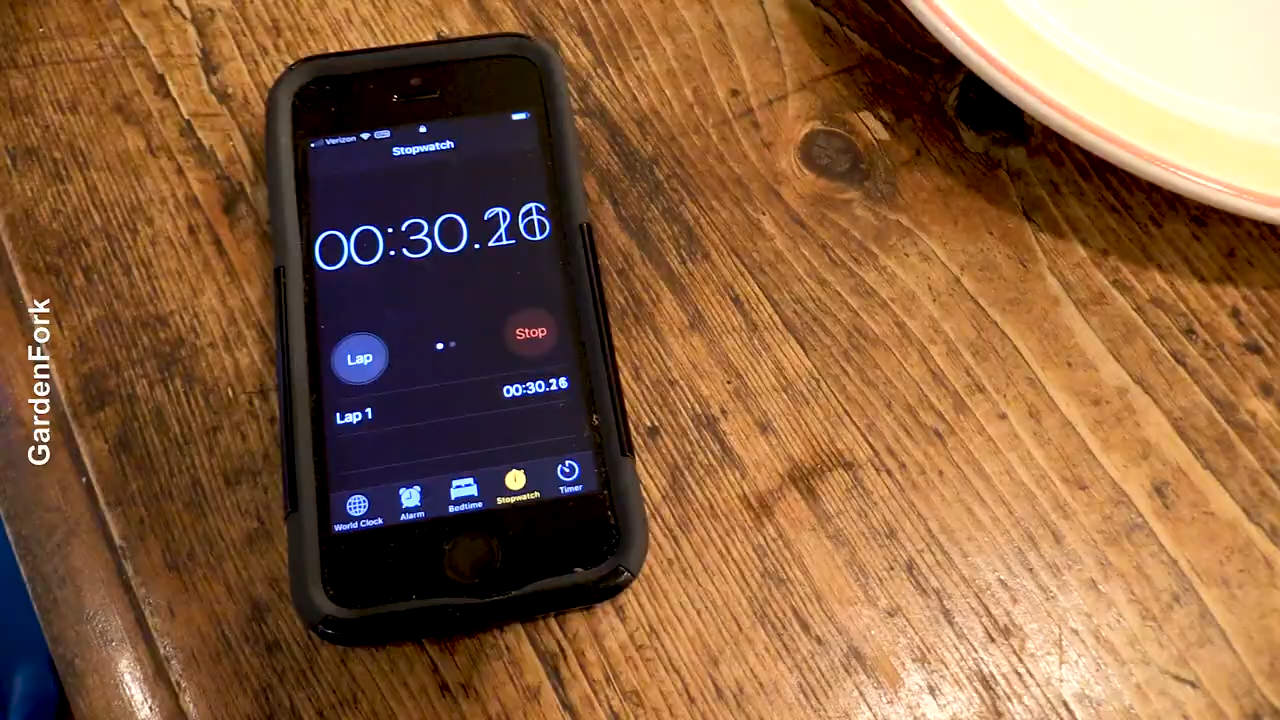 Verizon
Stopwatch
00:30.26
Lap
Stop
00:30.26
Lap 1
World Clock
Alarm
Bedtime
Stopwatch
Timer
GardenFork